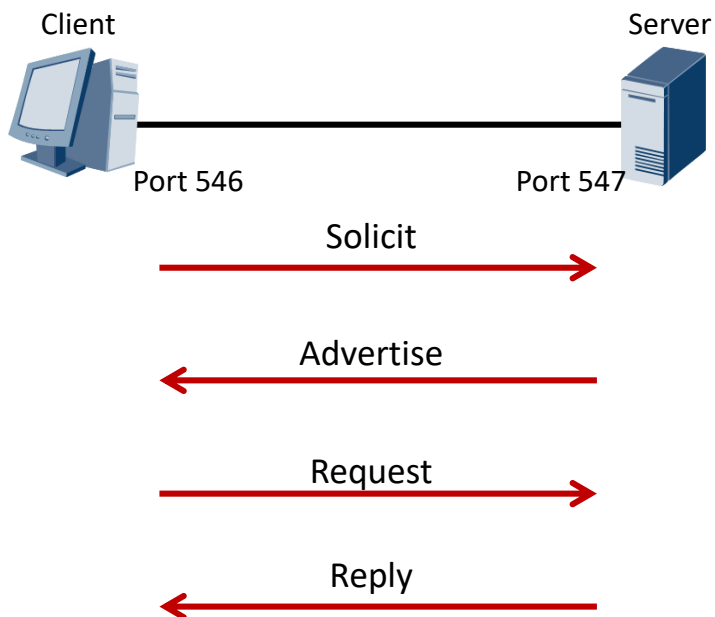 Client
Server
Port 546
Port 547
Solicit
Advertise
Request
Reply